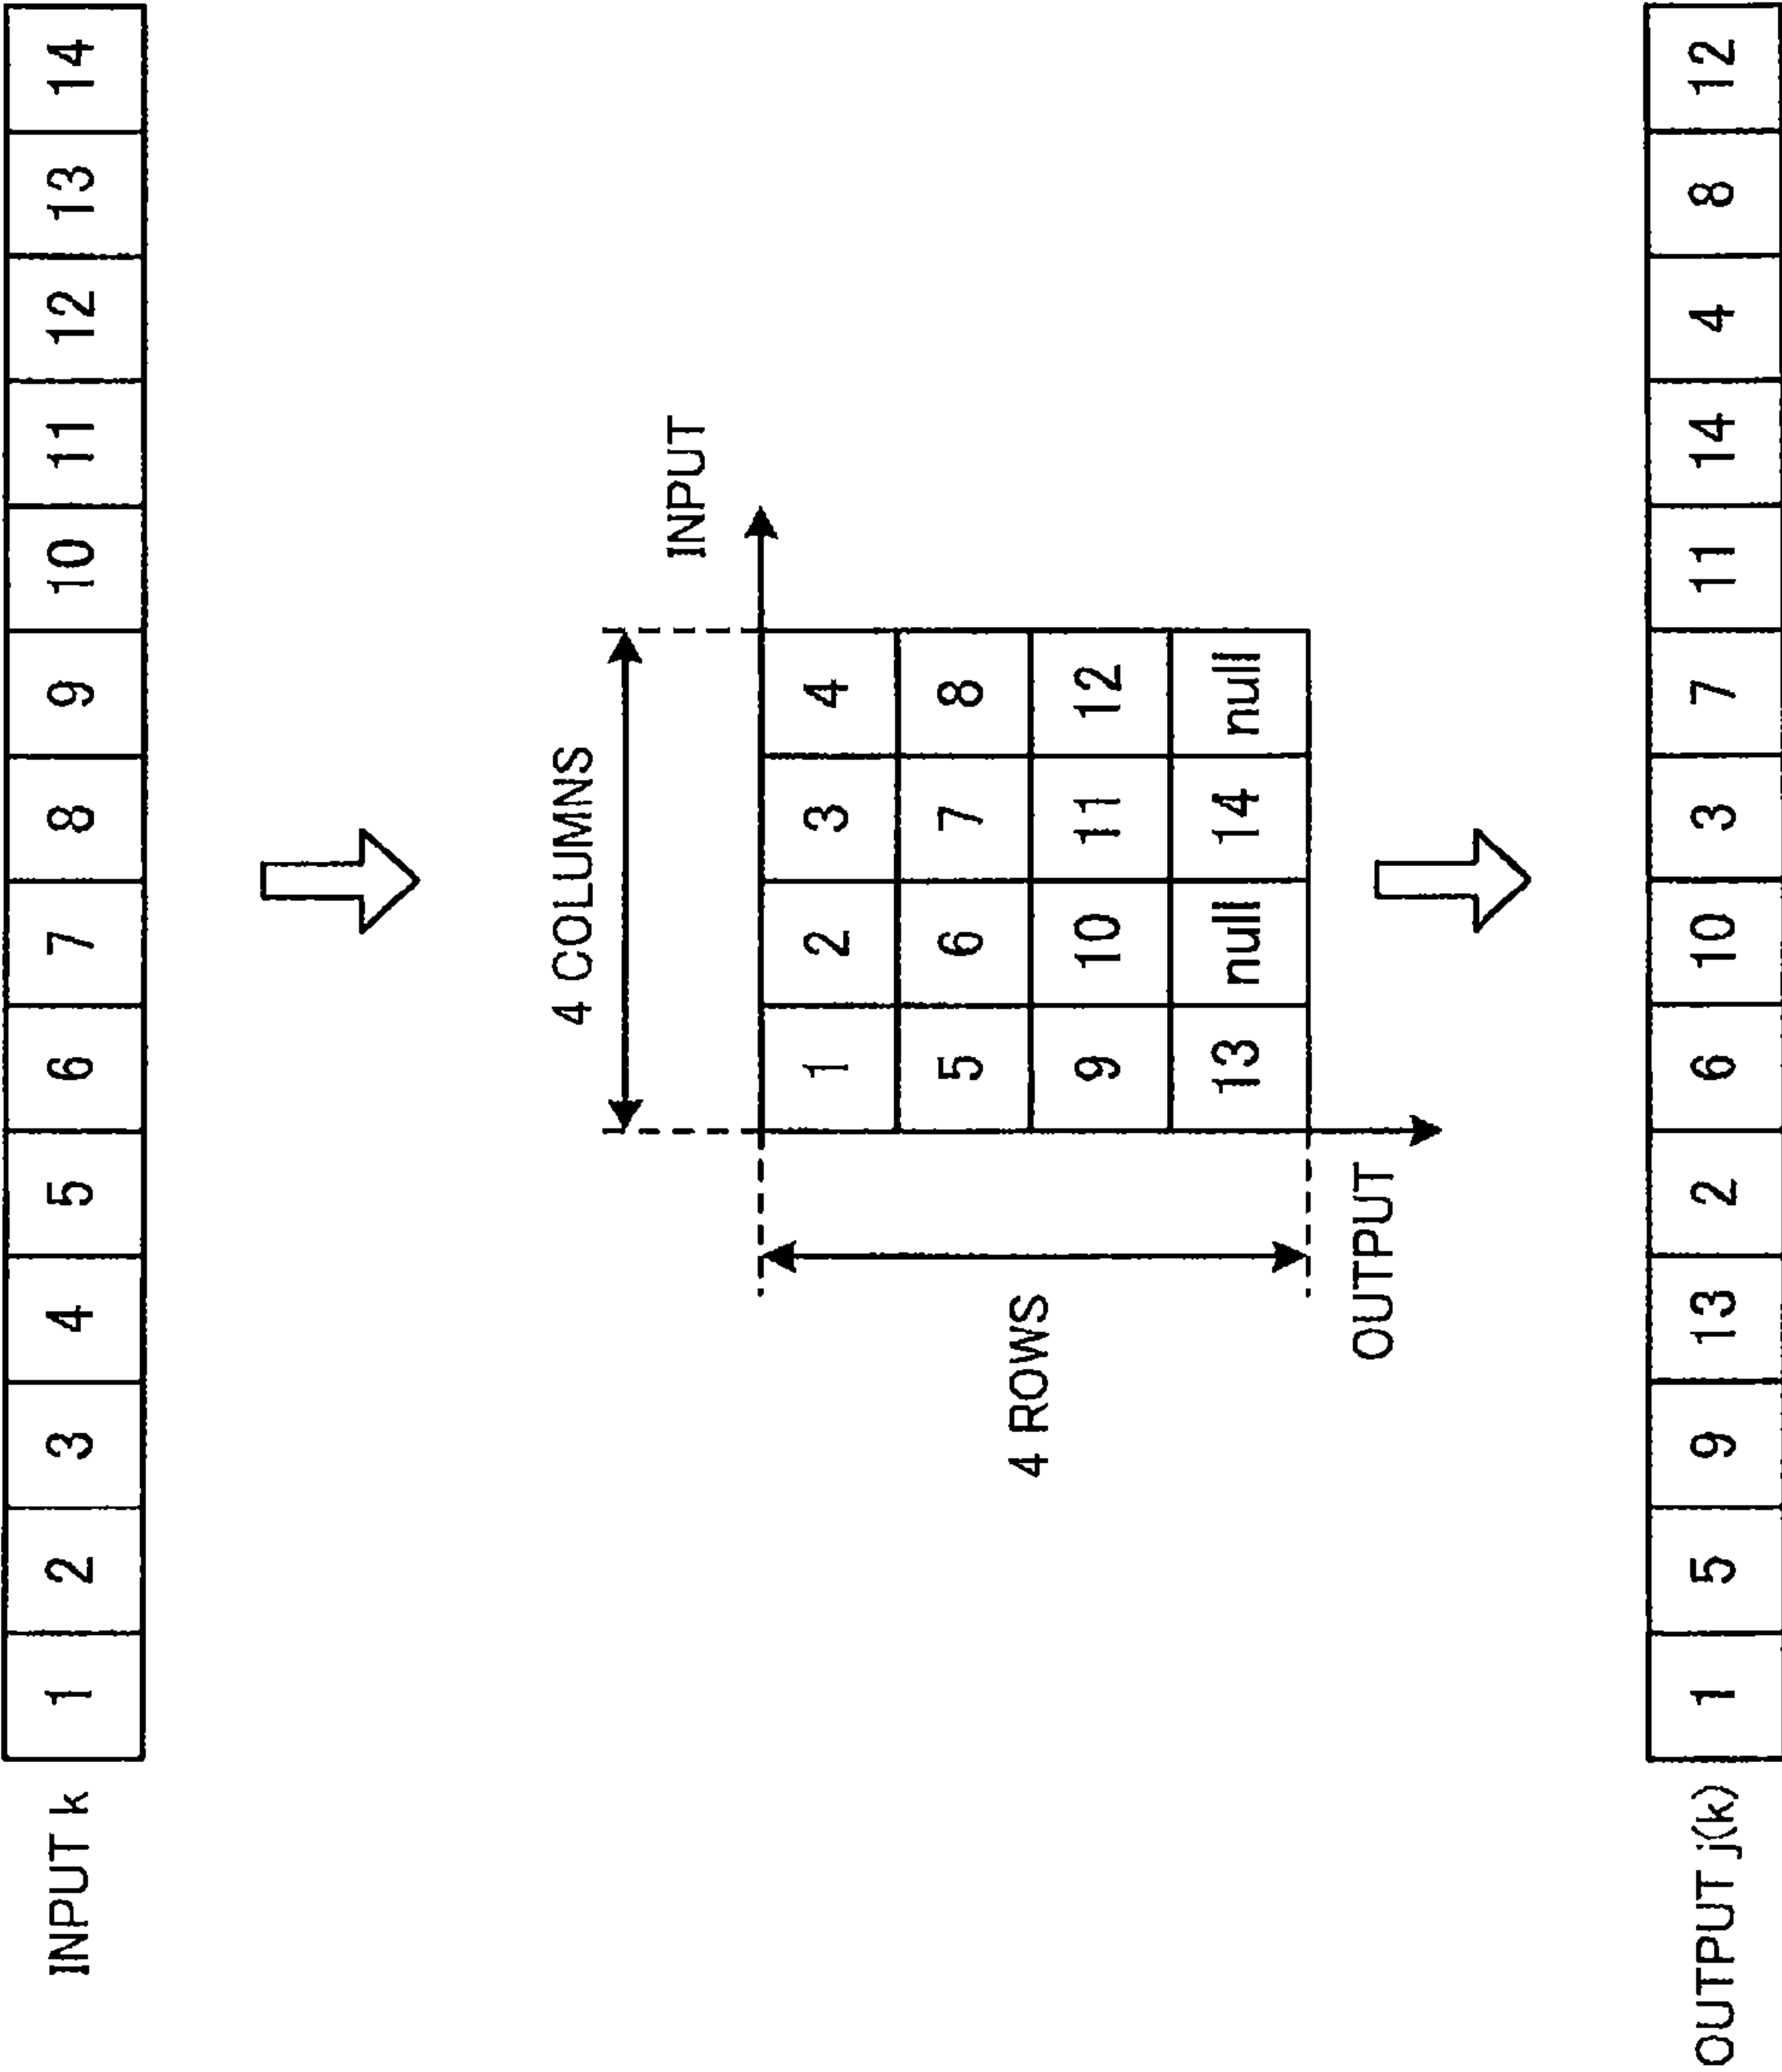 INPUT k 1 2 3 4 5 6 7 8 9 10 11 12 13 14
4 COLUMNS
INPUT
4 ROWS
1 2 3 4
5 6 7 8
9 10 11 12
13 null 14 null
OUTPUT
OUTPUT j(k) 1 5 9 13 2 6 10 3 7 11 14 4 8 12